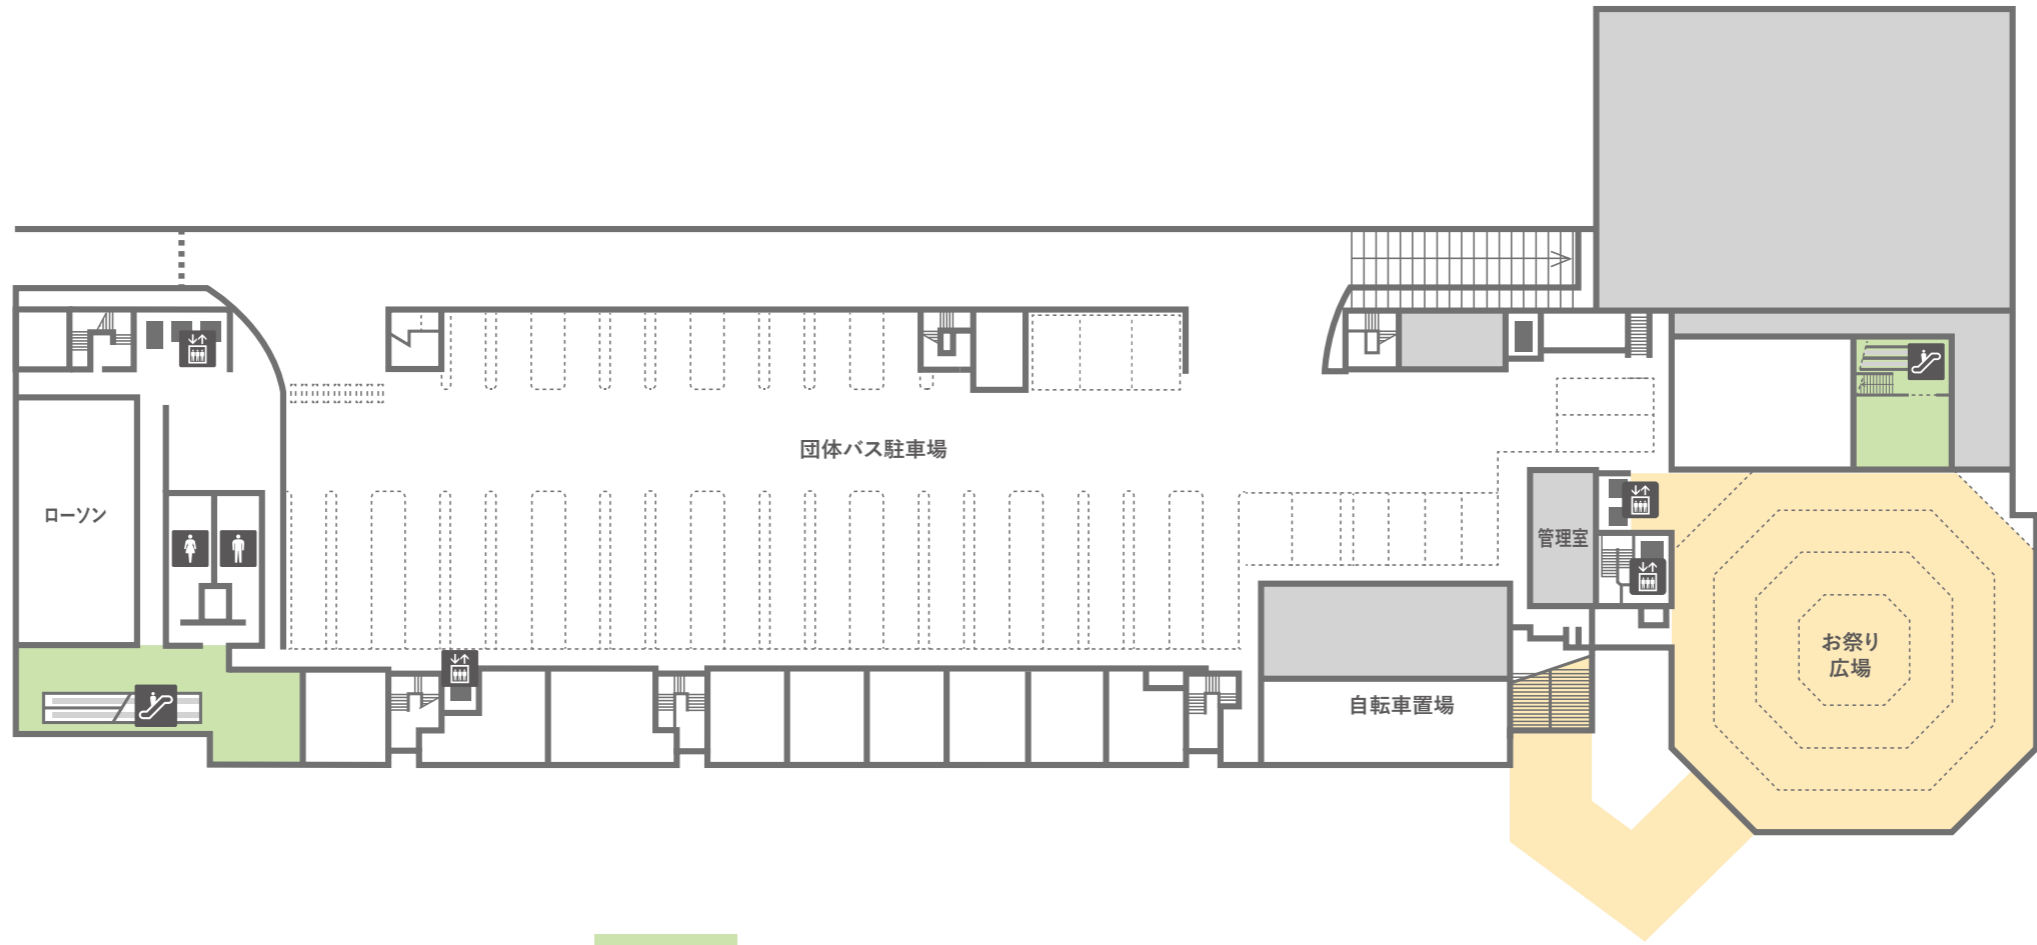 団体バス駐車場
ローソン
管理室
お祭り
広場
自転車置場